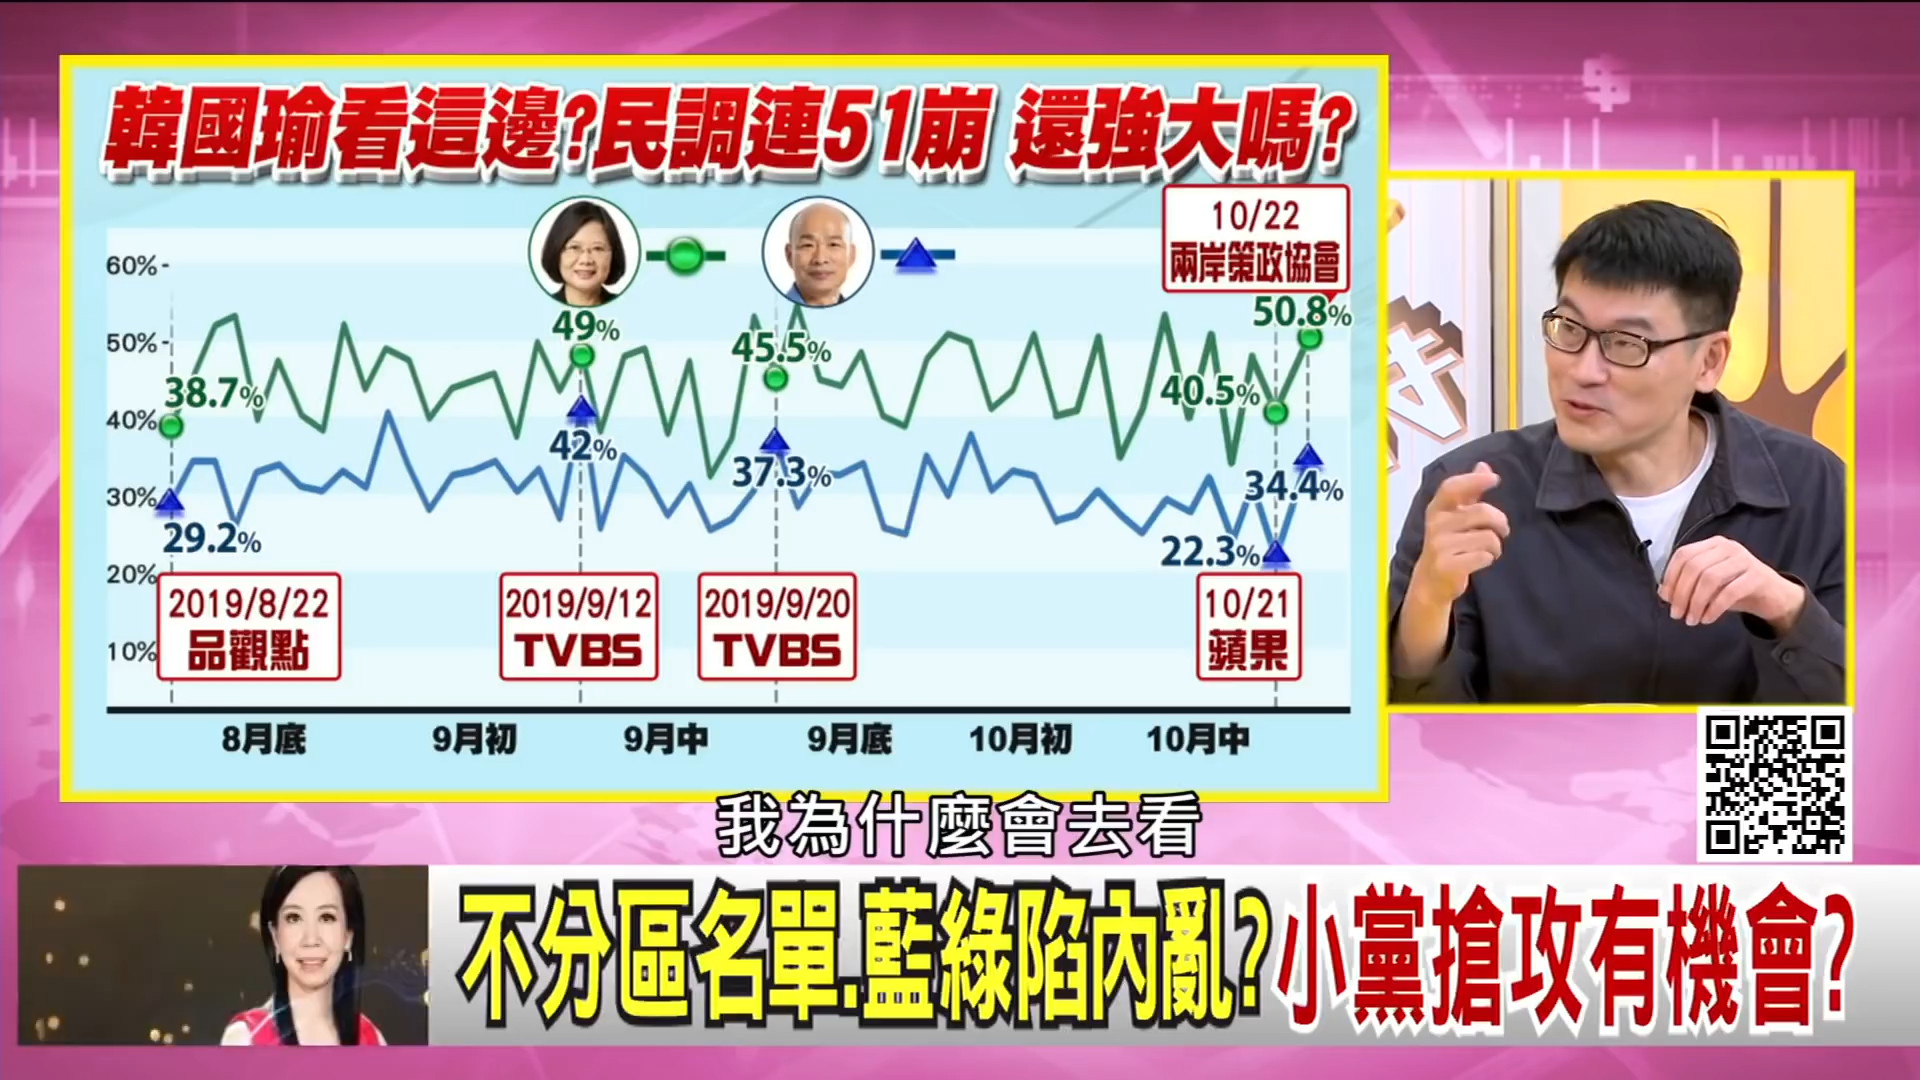 韓國瑜看這邊?民調連51崩 還強大嗎?
10/22
兩岸策政協會
60%
50%
40%
30%
20%
10%
38.7%
49%
45.5%
40.5%
50.8%
29.2%
42%
37.3%
22.3%
34.4%
2019/8/22
品觀點
2019/9/12
TVBS
2019/9/20
TVBS
10/21
蘋果
8月底
9月初
9月中
9月底
10月初
10月中
我為什麼會去看
不分區名單.藍綠陷內亂?小黨搶攻有機會?